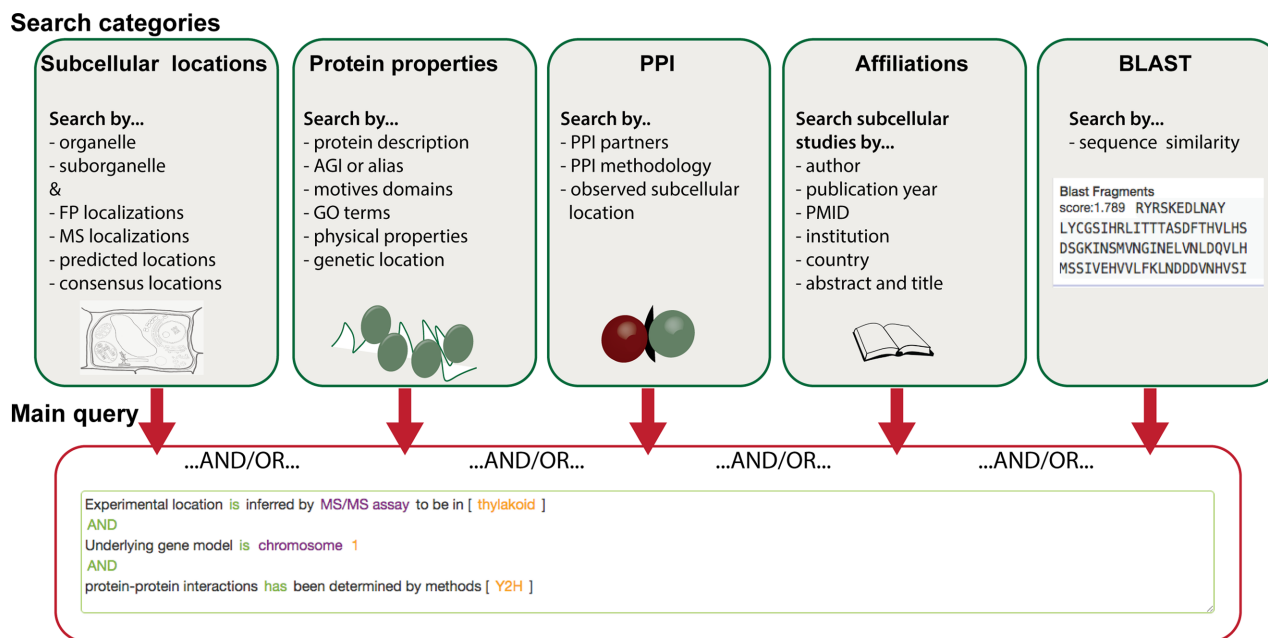 Search categories
Subcellular locations
Search by...
- organelle
- suborganelle
&
- FP localizations
- MS localizations
- predicted locations
- consensus locations
Protein properties
Search by...
- protein description
- AGI or alias
- motives domains
- GO terms
- physical properties
- genetic location
PPI
Search by..
- PPI partners
- PPI methodology
- observed subcellular
location
Affiliations
Search subcellular
studies by...
- author
- publication year
- PMID
- institution
- country
- abstract and title
BLAST
Search by...
- sequence similarity
Blast Fragments
score:1.789 RYRSKEDLNAY
LYCGSIHRLITTTASDFTHVLHS
DSGKINSMVNGINELVNLDQVLH
MSSIVEHVVLFKLNDDDVNHVSI
Main query
...AND/OR... ...AND/OR... ...AND/OR... ...AND/OR...
Experimental location is inferred by MS/MS assay to be in [ thylakoid ]
AND
Underlying gene model is chromosome 1
AND
protein-protein interactions has been determined by methods [ Y2H ]